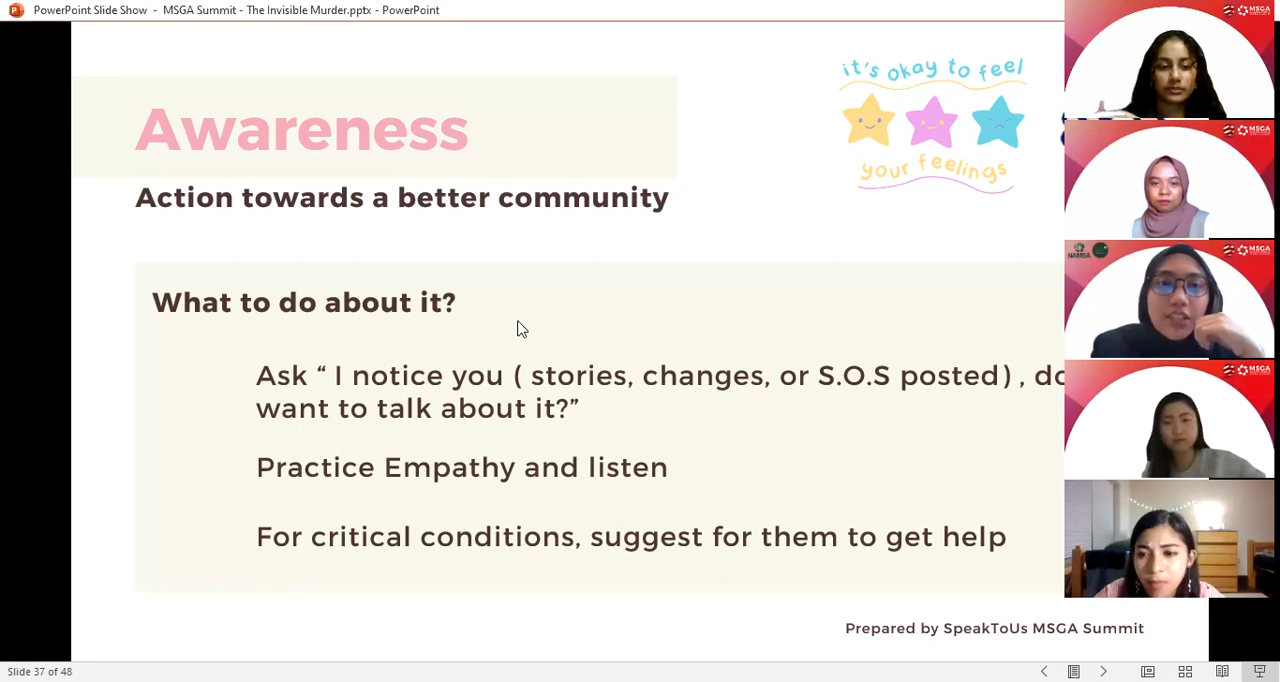 PowerPoint Slide Show - MSGA Summit - The Invisible Murder.pptx - PowerPoint
MSGA
it's okay to feel
your feelings
Awareness
Action towards a better community
MSGA
NAMSA
MSGA
What to do about it?
Ask “ I notice you ( stories, changes, or S.O.S posted) , do
want to talk about it?”
MSGA
Practice Empathy and listen
For critical conditions, suggest for them to get help
Prepared by SpeakToUs MSGA Summit
Slide 37 of 48